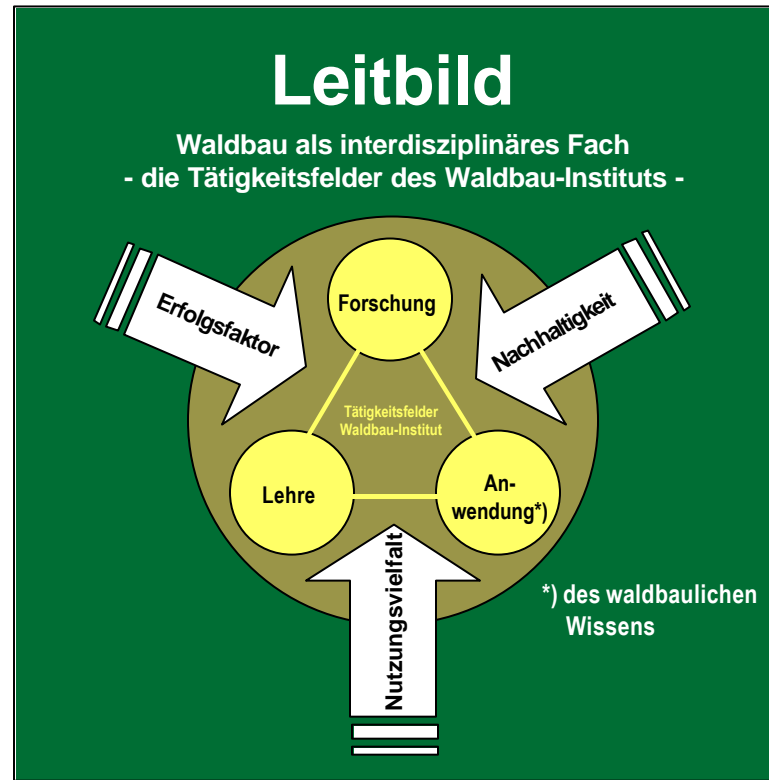 Leitbild
Waldbau als interdisziplinäres Fach
- die Tätigkeitsfelder des Waldbau-Instituts -
Erfolgsfaktor
Forschung
Nachhaltigkeit
Tätigkeitsfelder
Waldbau-Institut
Lehre
An-
wendung*)
Nutzungsvielfalt
*) des waldbaulichen
Wissens